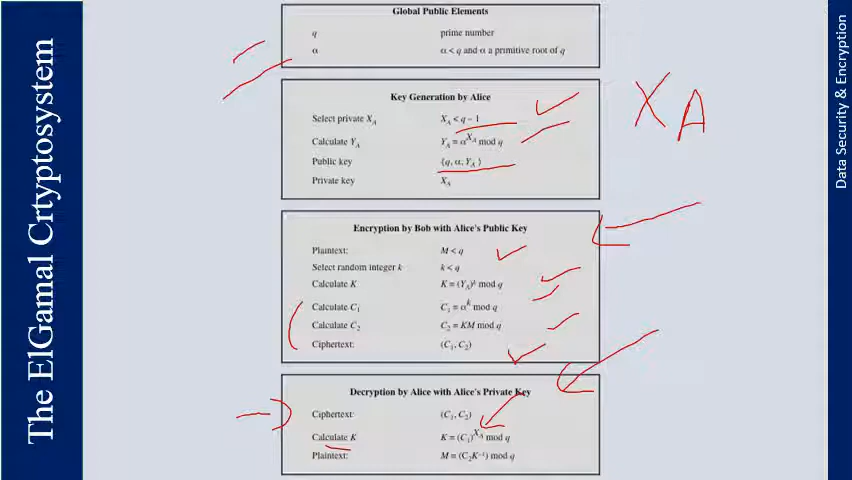 The ElGamal Crtyptosystem
Global Public Elements
q prime number
α α < q and α a primitive root of q
Key Generation by Alice
Select private X_A X_A < q − 1
Calculate Y_A Y_A = α^{X_A} mod q
Public key {q, α, Y_A}
Private key X_A
X_A
Encryption by Bob with Alice's Public Key
Plaintext: M < q
Select random integer k k < q
Calculate K K = (Y_A)^k mod q
Calculate C_1 C_1 = α^k mod q
Calculate C_2 C_2 = KM mod q
Ciphertext: (C_1, C_2)
Decryption by Alice with Alice's Private Key
Ciphertext: (C_1, C_2)
Calculate K K = (C_1)^{X_A} mod q
Plaintext: M = (C_2K^{−1}) mod q
Data Security & Encryption